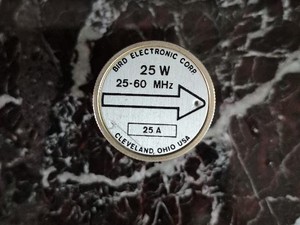 BIRD ELECTRONIC CORP.
25 W
25-60 MHz
25 A
CLEVELAND, OHIO USA